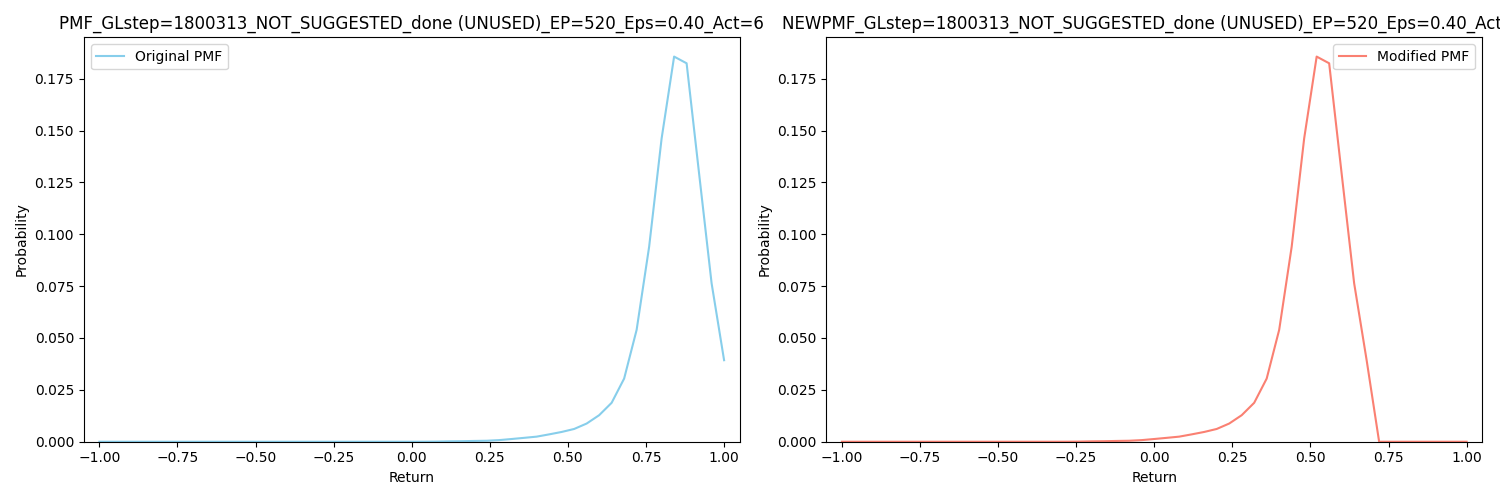 PMF_GLstep=1800313_NOT_SUGGESTED_done (UNUSED)_EP=520_Eps=0.40_Act=6
Original PMF
Probability
0.175
0.150
0.125
0.100
0.075
0.050
0.025
0.000
−1.00 −0.75 −0.50 −0.25 0.00 0.25 0.50 0.75 1.00
Return
NEWPMF_GLstep=1800313_NOT_SUGGESTED_done (UNUSED)_EP=520_Eps=0.40_Act
Modified PMF
Probability
0.175
0.150
0.125
0.100
0.075
0.050
0.025
0.000
−1.00 −0.75 −0.50 −0.25 0.00 0.25 0.50 0.75 1.00
Return